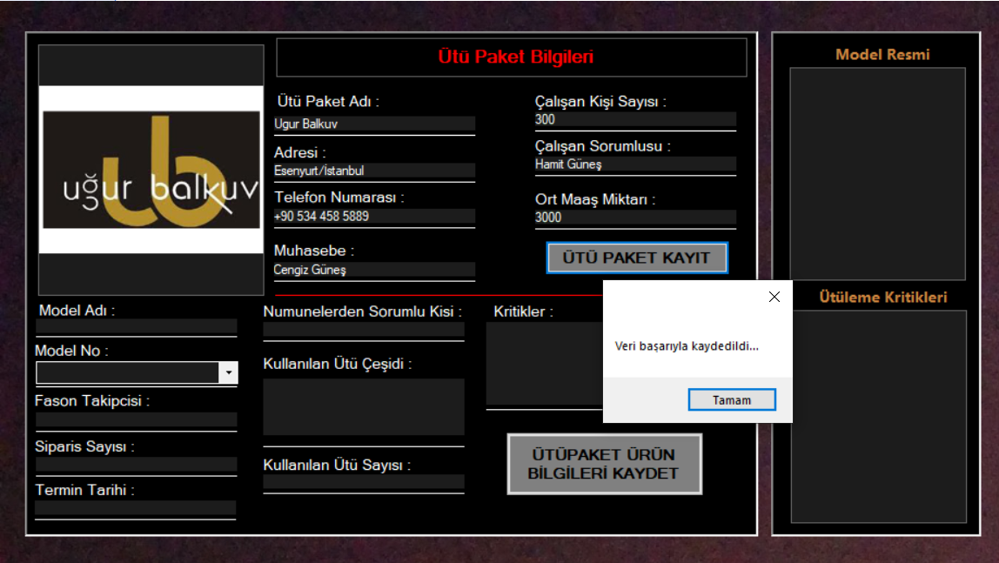 Ütü Paket Bilgileri
uğur balkuv
Ütü Paket Adı :
Ugur Balkuv
Adresi :
Esenyurt/İstanbul
Telefon Numarası :
+90 534 458 5889
Muhasebe :
Cengiz Güneş
Çalışan Kişi Sayısı :
300
Çalışan Sorumlusu :
Hamit Güneş
Ort Maaş Miktarı :
3000
ÜTÜ PAKET KAYIT
Model Adı :
Model No :
Fason Takipcisi :
Siparis Sayısı :
Termin Tarihi :
Numunelerden Sorumlu Kisi :
Kullanılan Ütü Çeşidi :
Kullanılan Ütü Sayısı :
Kritikler :
Veri başarıyla kaydedildi...
Tamam
ÜTÜPAKET ÜRÜN
BİLGİLERİ KAYDET
Model Resmi
Ütüleme Kritikleri